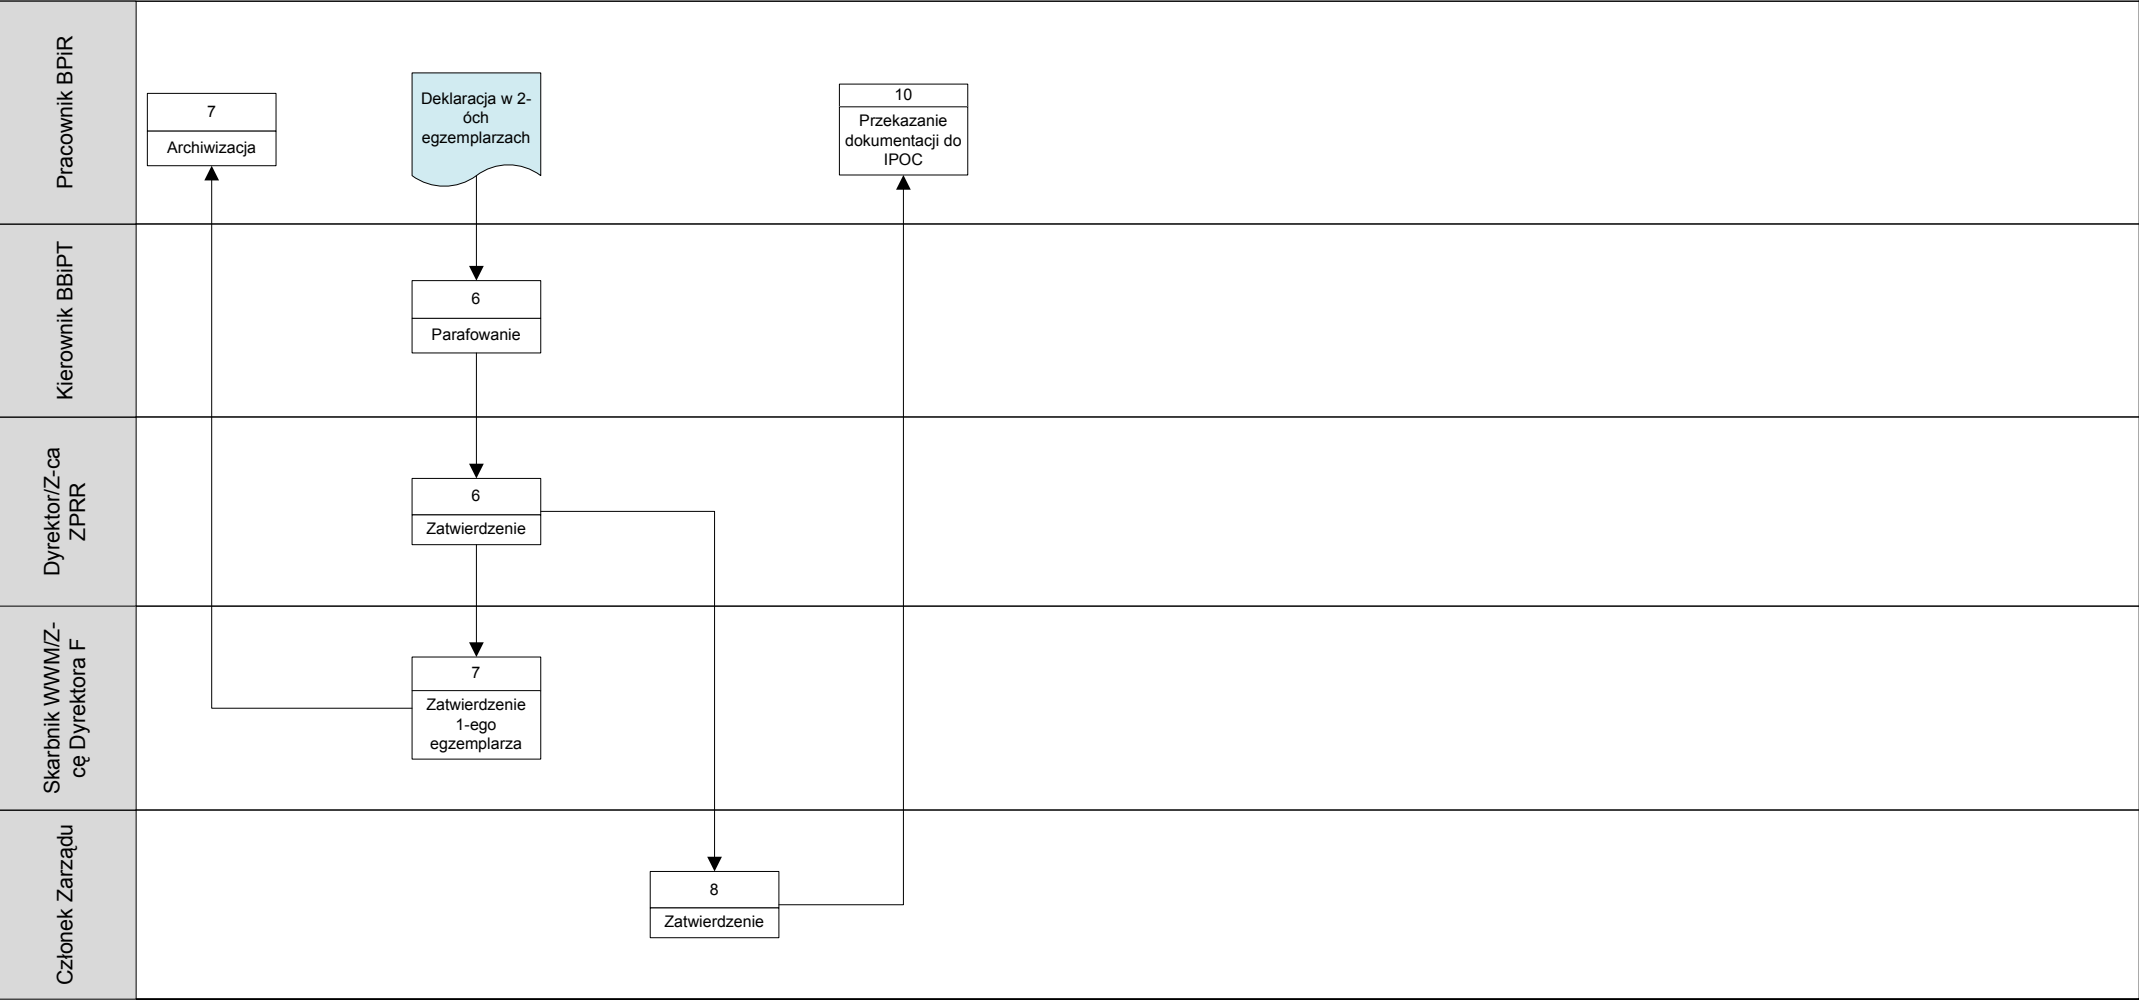 Pracownik BPiR
7
Archiwizacja
Deklaracja w 2-
óch
egzemplarzach
10
Przekazanie
dokumentacji do
IPOC
Kierownik BBiPT
6
Parafowanie
Dyrektor/Z-ca
ZPRR
6
Zatwierdzenie
Skarbnik WWM/Z-
cę Dyrektora F
7
Zatwierdzenie
1-ego
egzemplarza
Członek Zarządu
8
Zatwierdzenie